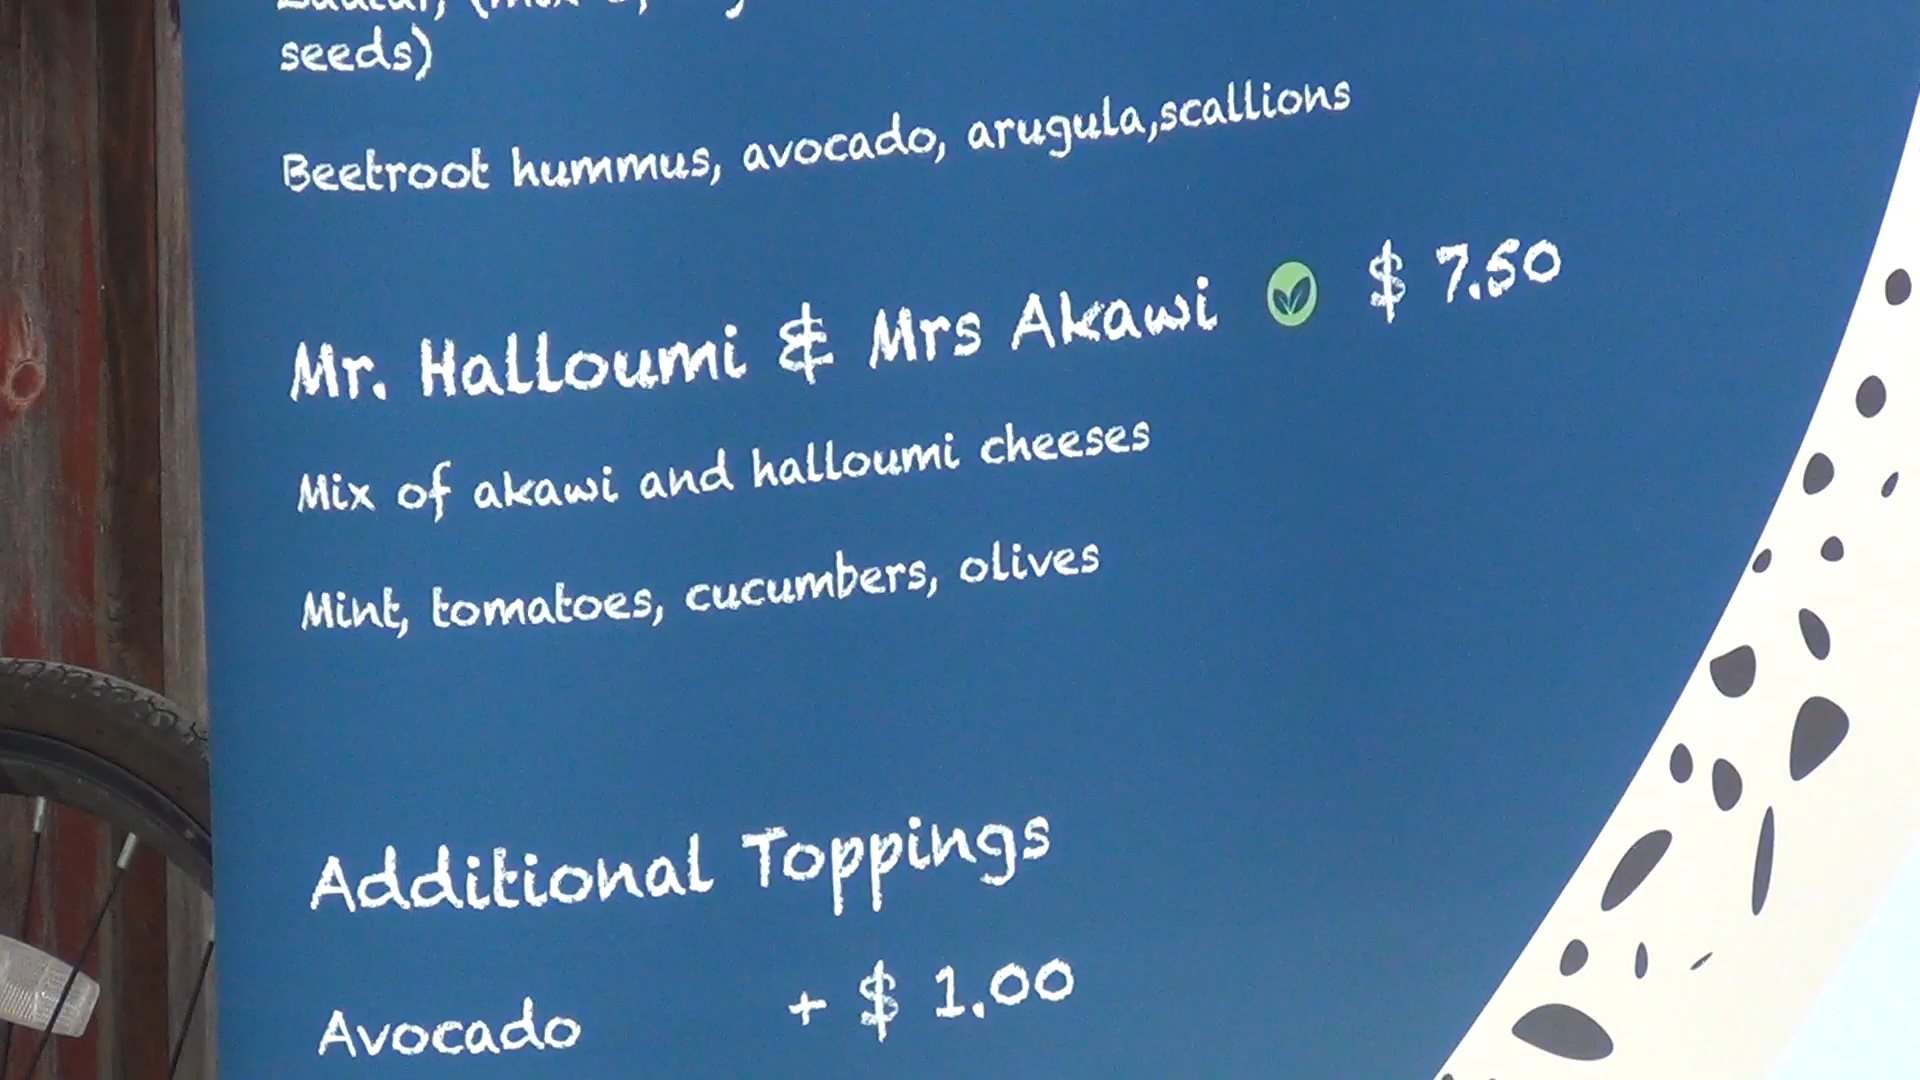 seeds)
Beetroot hummus, avocado, arugula,scallions
Mr. Halloumi & Mrs Akawi $ 7.50
Mix of akawi and halloumi cheeses
Mint, tomatoes, cucumbers, olives
Additional Toppings
Avocado + $ 1.00